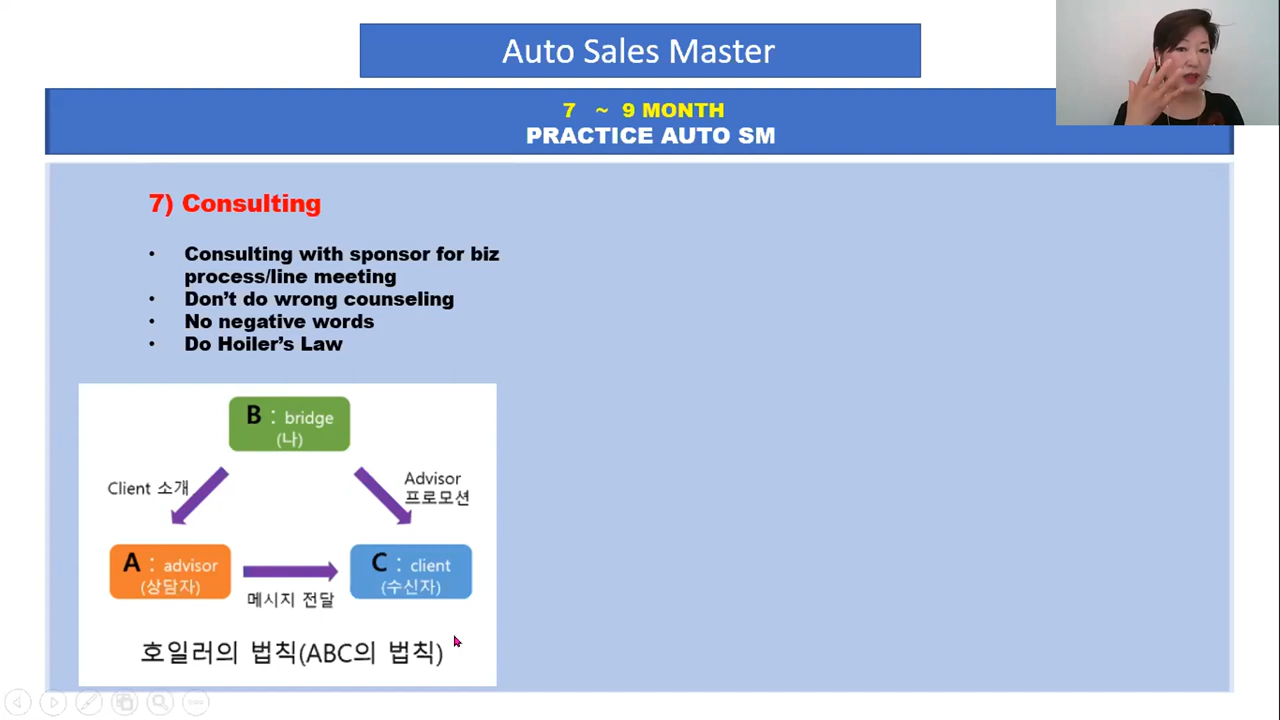 Auto Sales Master
7 ~ 9 MONTH
PRACTICE AUTO SM
7) Consulting
• Consulting with sponsor for biz
process/line meeting
• Don't do wrong counseling
• No negative words
• Do Hoiler's Law
B : bridge
(나)
Client 소개
Advisor
프로모션
A : advisor
(상담자)
C : client
(수신자)
메시지 전달
호일러의 법칙(ABC의 법칙)